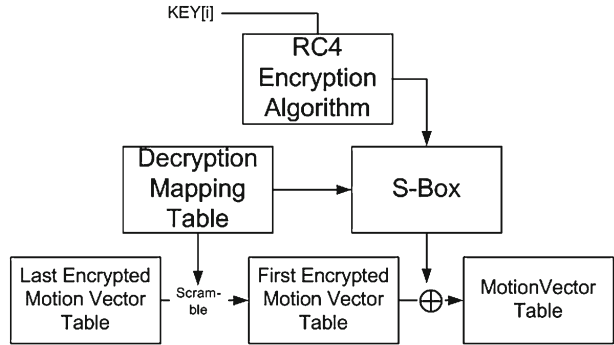 KEY[i]
RC4
Encryption
Algorithm
Decryption
Mapping
Table
S-Box
Last Encrypted
Motion Vector
Table
Scram-
ble
First Encrypted
Motion Vector
Table
MotionVector
Table